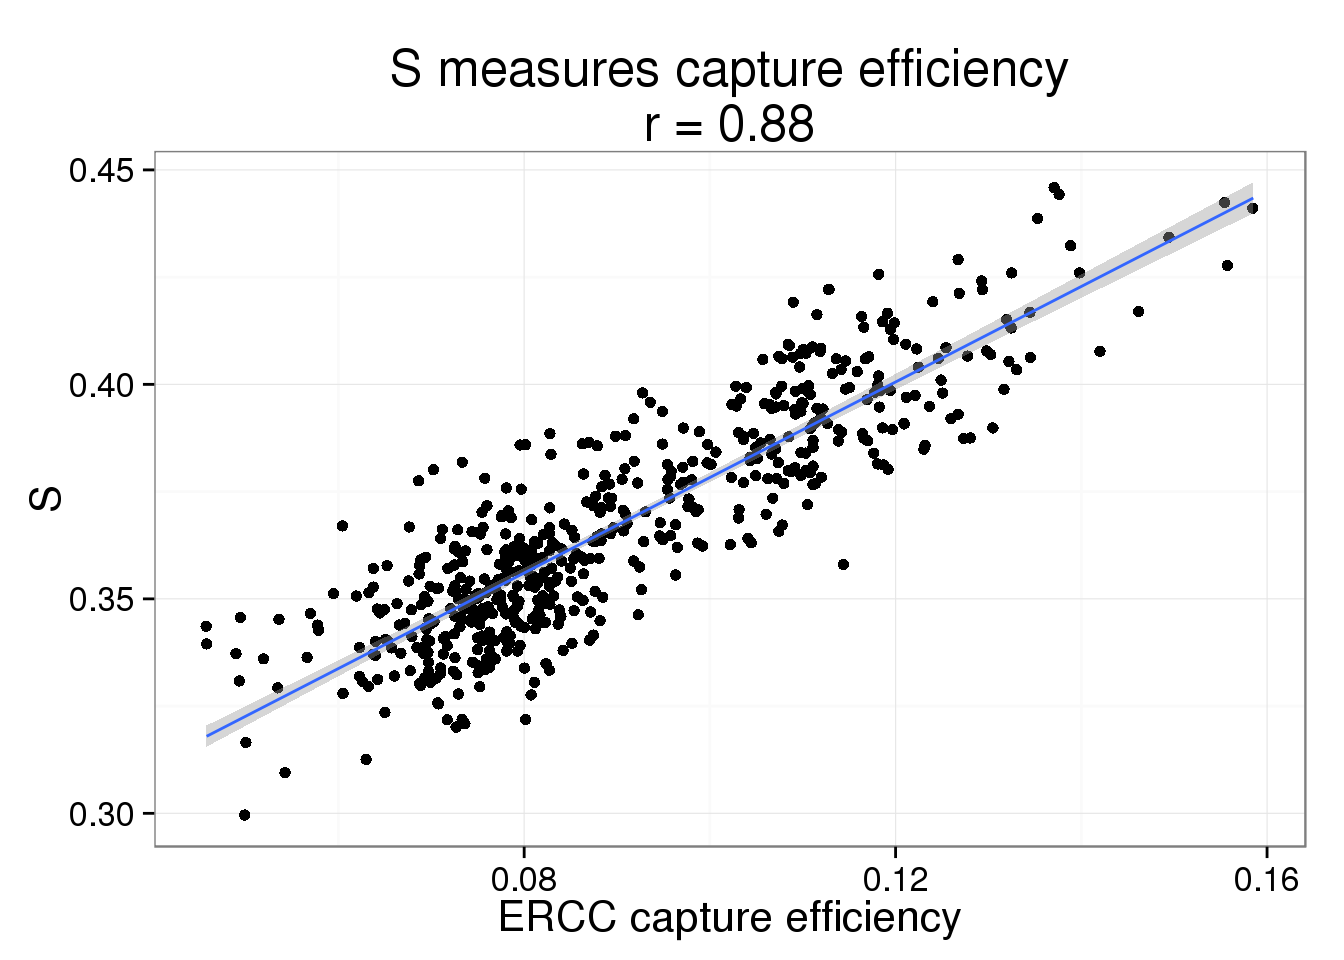 S measures capture efficiency
r = 0.88
0.45
0.40
0.35
0.30
S
0.08 0.12 0.16
ERCC capture efficiency